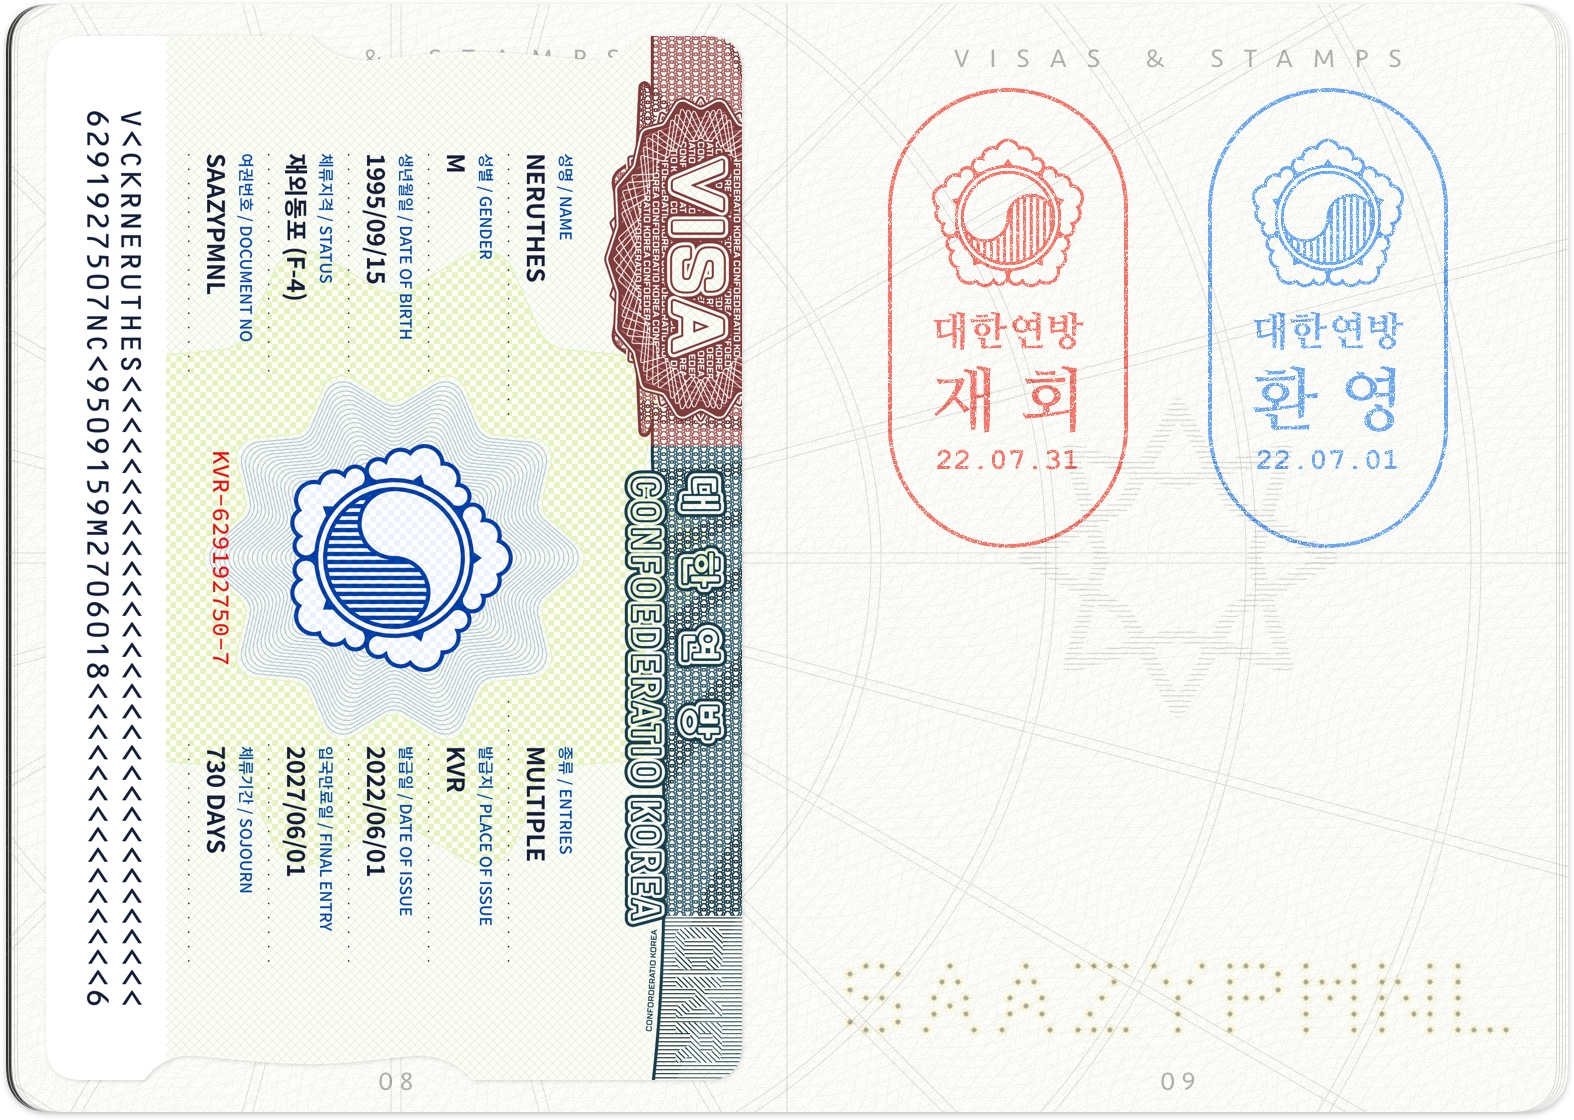 VISA
대한연방
CONFOEDERATIO KOREA
CONFORDERATIO KOREA
성명 / NAME
NERUTHES
성별 / GENDER
M
생년월일 / DATE OF BIRTH
1995/09/15
체류자격 / STATUS
재외동포 (F-4)
여권번호 / DOCUMENT NO
SAAZYPMNL
KVR-629192750-7
종류 / ENTRIES
MULTIPLE
발급지 / PLACE OF ISSUE
KVR
발급일 / DATE OF ISSUE
2022/06/01
입국만료일 / FINAL ENTRY
2027/06/01
체류기간 / SOJOURN
730 DAYS
V<CKRNERUTHES<<<<<<<<<<<<<<<<<<<<<<<<<<<<<<<
6291927507NC<9509159M2706018<<<<<<<<<<<<<<<6
& STAMPS
08
VISAS & STAMPS
대한연방
재회
22.07.31
대한연방
환영
22.07.01
SAAZYPMNL
09